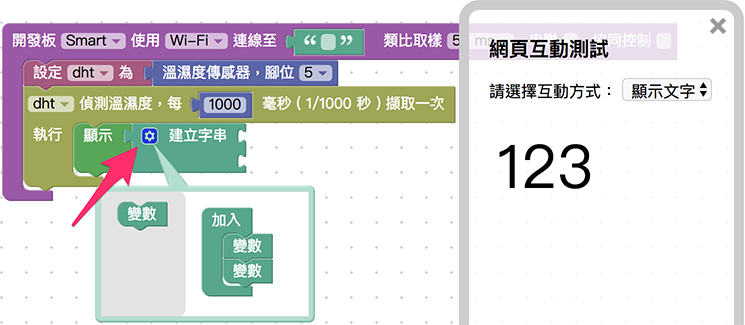 開發板 Smart 使用 Wi-Fi 連線至 “ ” 類比取樣 5
設定 dht 為 溫濕度傳感器，腳位 5
dht 偵測溫濕度，每 1000 毫秒 ( 1/1000 秒 ) 擷取一次
執行 顯示 建立字串
變數
加入
變數
變數
網頁互動測試
請選擇互動方式： 顯示文字
123